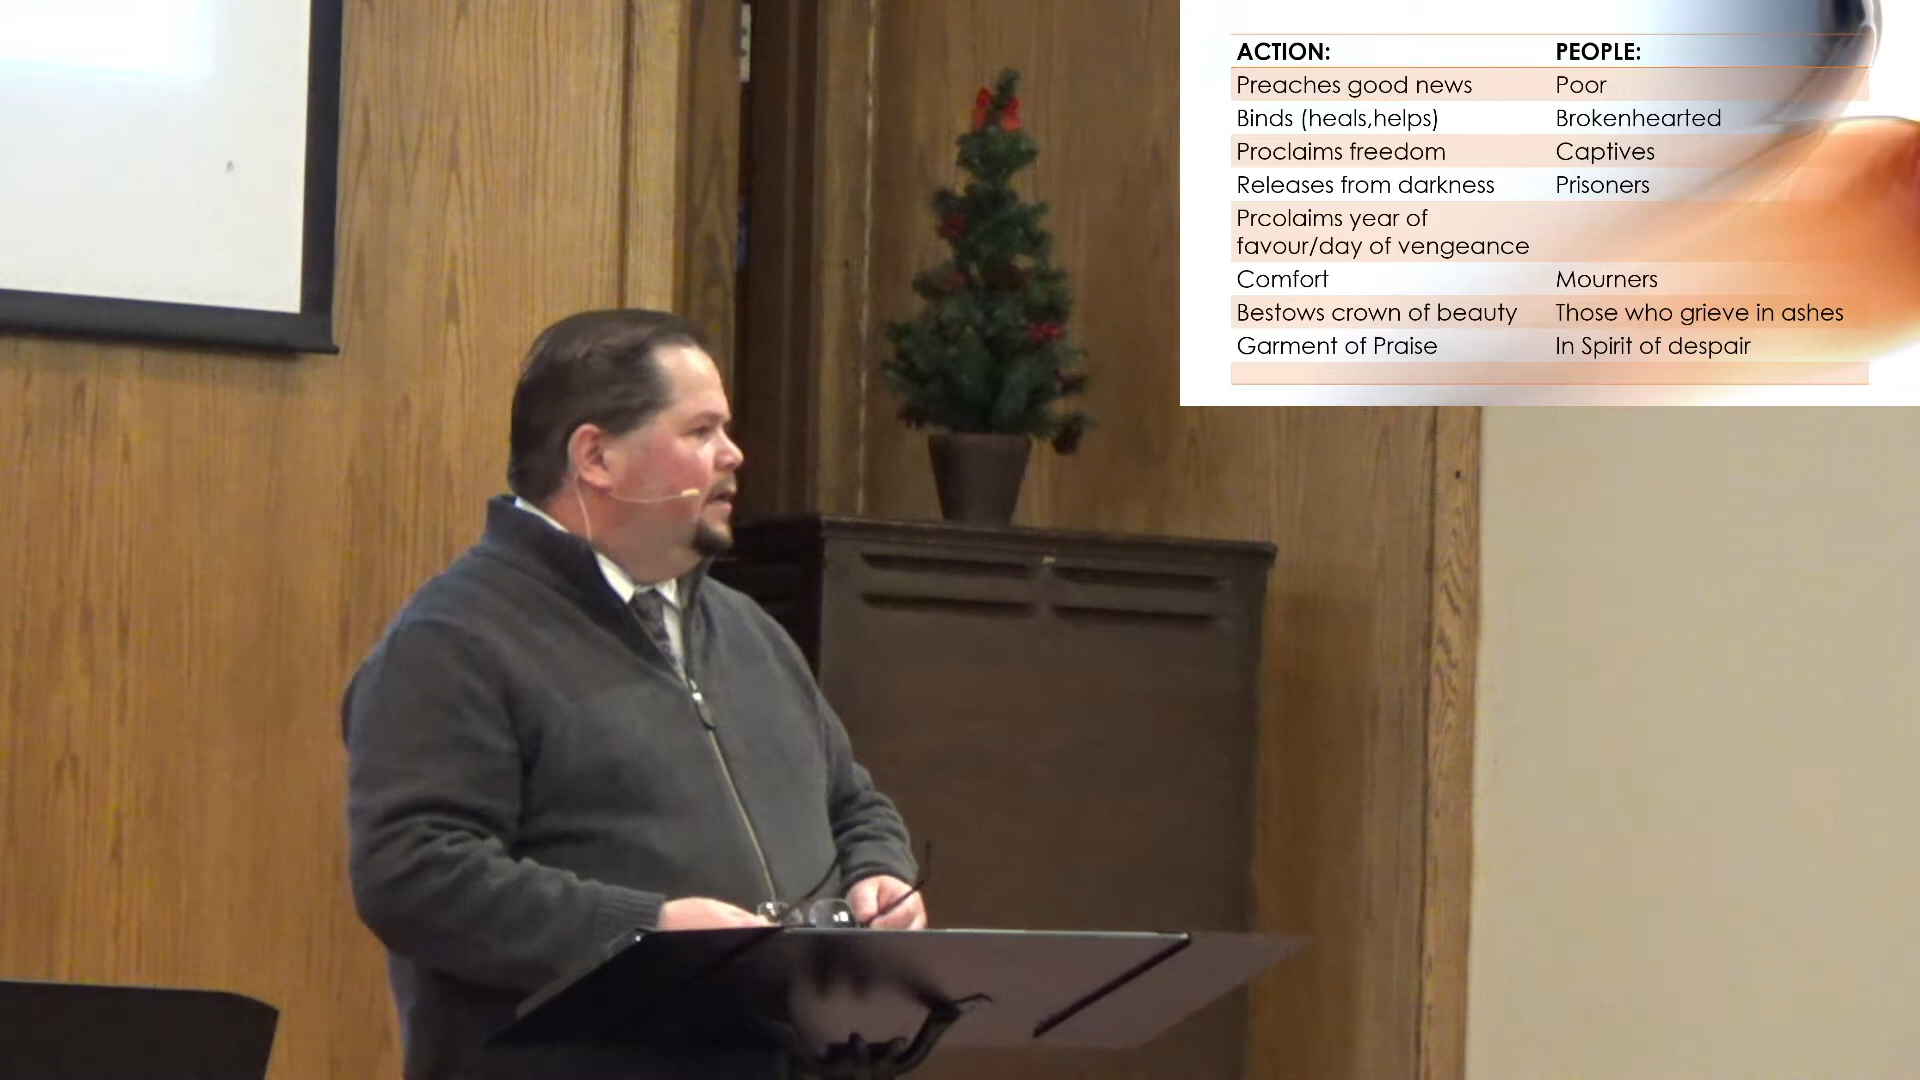 ACTION: PEOPLE:
Preaches good news Poor
Binds (heals,helps) Brokenhearted
Proclaims freedom Captives
Releases from darkness Prisoners
Prcolaims year of
favour/day of vengeance
Comfort Mourners
Bestows crown of beauty Those who grieve in ashes
Garment of Praise In Spirit of despair